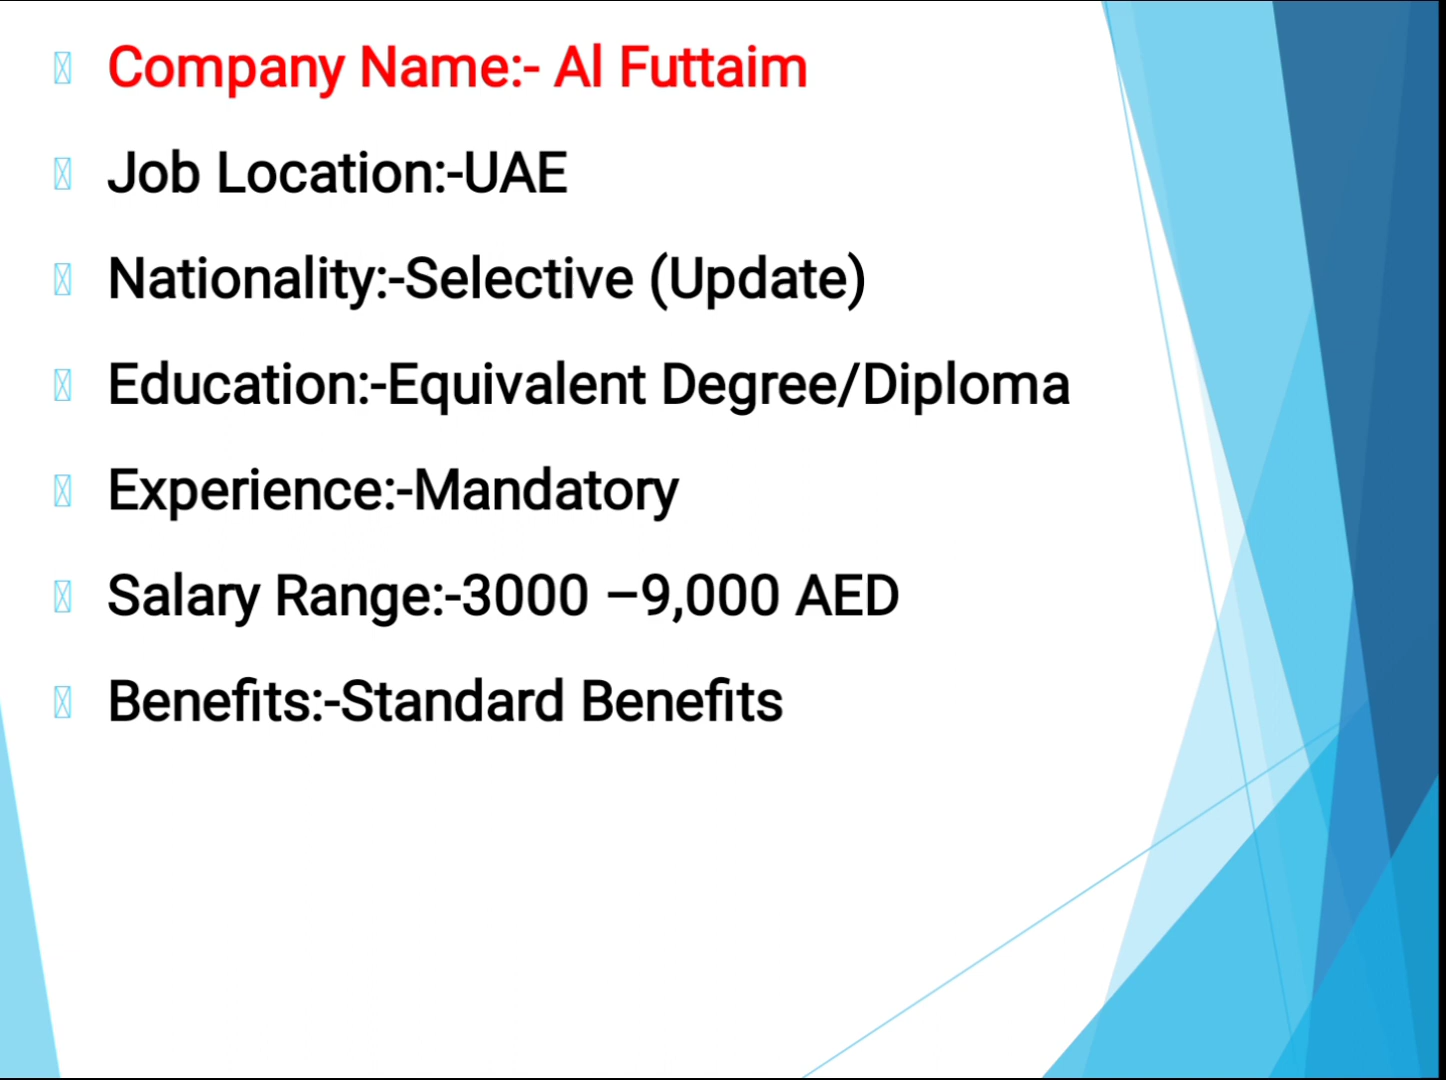 Company Name:- Al Futtaim
Job Location:-UAE
Nationality:-Selective (Update)
Education:-Equivalent Degree/Diploma
Experience:-Mandatory
Salary Range:-3000 –9,000 AED
Benefits:-Standard Benefits